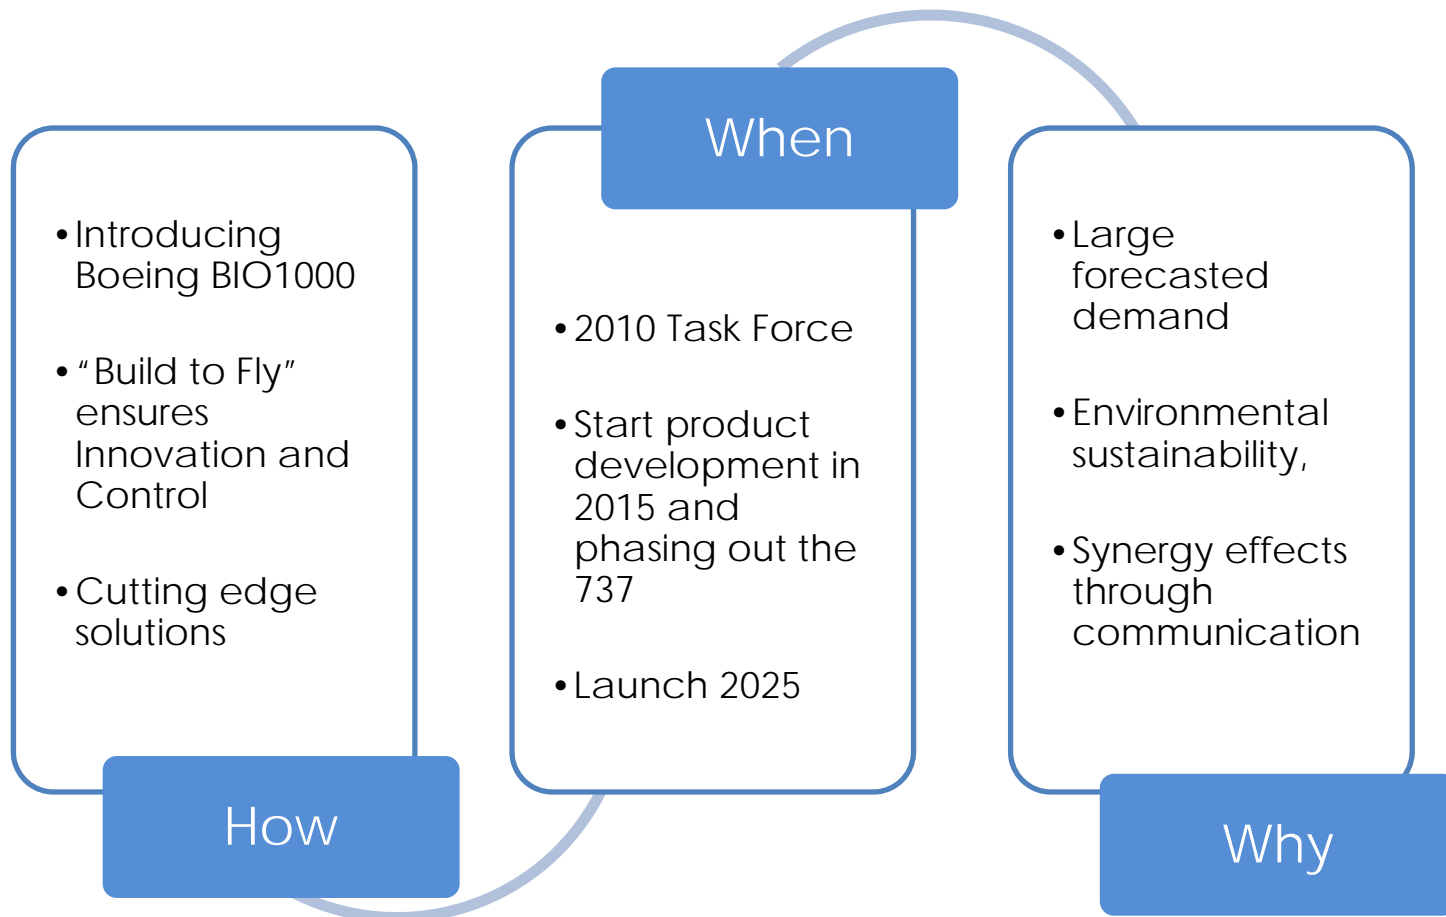 • Introducing
Boeing BIO1000
• “Build to Fly”
ensures
Innovation and
Control
• Cutting edge
solutions
How
When
• 2010 Task Force
• Start product
development in
2015 and
phasing out the
737
• Launch 2025
• Large
forecasted
demand
• Environmental
sustainability,
• Synergy effects
through
communication
Why